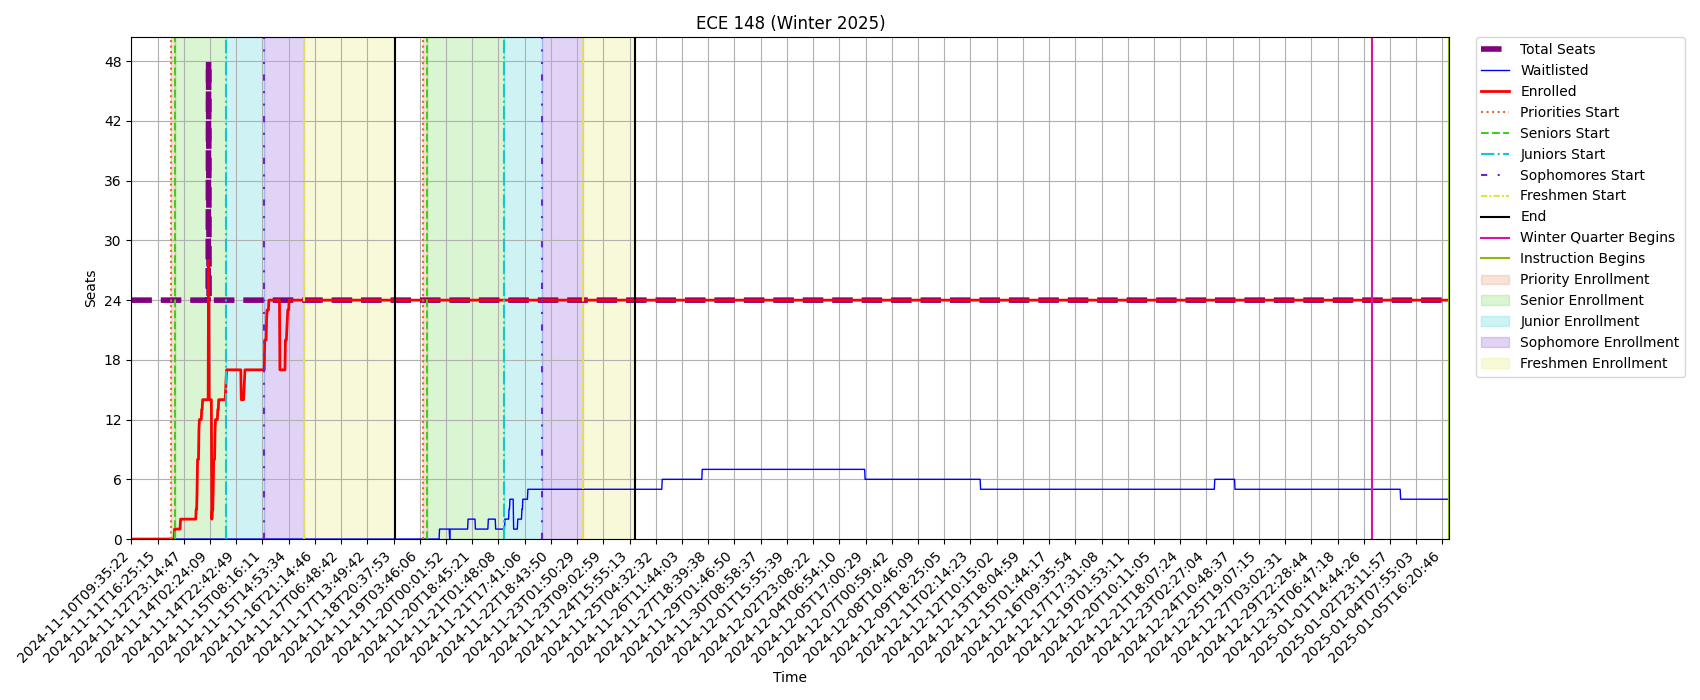 ECE 148 (Winter 2025)
Seats
48
42
36
30
24
18
12
6
0
2024-11-10T09:35:22
2024-11-11T16:25:15
2024-11-12T23:14:47
2024-11-14T02:24:09
2024-11-14T22:42:49
2024-11-15T08:16:11
2024-11-15T14:53:34
2024-11-16T21:14:46
2024-11-17T06:48:42
2024-11-17T13:49:42
2024-11-18T20:37:53
2024-11-19T03:46:06
2024-11-20T00:01:52
2024-11-20T18:45:21
2024-11-21T01:48:08
2024-11-21T17:41:06
2024-11-22T18:43:50
2024-11-23T01:50:29
2024-11-23T09:02:59
2024-11-24T15:55:13
2024-11-25T04:32:32
2024-11-26T11:44:03
2024-11-27T18:39:38
2024-11-29T01:46:50
2024-11-30T08:58:37
2024-12-01T15:55:39
2024-12-02T23:08:22
2024-12-04T06:54:10
2024-12-05T17:00:29
2024-12-07T00:59:42
2024-12-08T10:46:09
2024-12-09T18:25:05
2024-12-11T02:14:23
2024-12-12T10:15:02
2024-12-13T18:04:59
2024-12-15T01:44:17
2024-12-16T09:35:54
2024-12-17T17:31:08
2024-12-19T01:53:11
2024-12-20T10:11:05
2024-12-21T18:07:24
2024-12-23T02:27:04
2024-12-24T10:48:37
2024-12-25T19:07:15
2024-12-27T03:02:31
2024-12-29T22:28:44
2024-12-31T06:47:18
2025-01-01T14:44:26
2025-01-02T23:11:57
2025-01-04T07:55:03
2025-01-05T16:20:46
Time
Total Seats
Waitlisted
Enrolled
Priorities Start
Seniors Start
Juniors Start
Sophomores Start
Freshmen Start
End
Winter Quarter Begins
Instruction Begins
Priority Enrollment
Senior Enrollment
Junior Enrollment
Sophomore Enrollment
Freshmen Enrollment